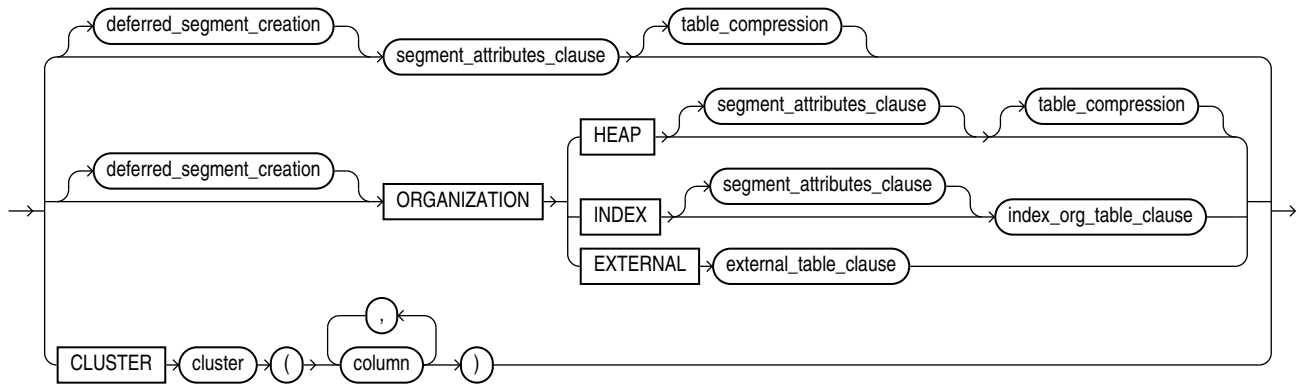 deferred_segment_creation
segment_attributes_clause
table_compression
deferred_segment_creation
ORGANIZATION
HEAP
segment_attributes_clause
table_compression
INDEX
segment_attributes_clause
index_org_table_clause
EXTERNAL
external_table_clause
CLUSTER
cluster
(
,
column
)